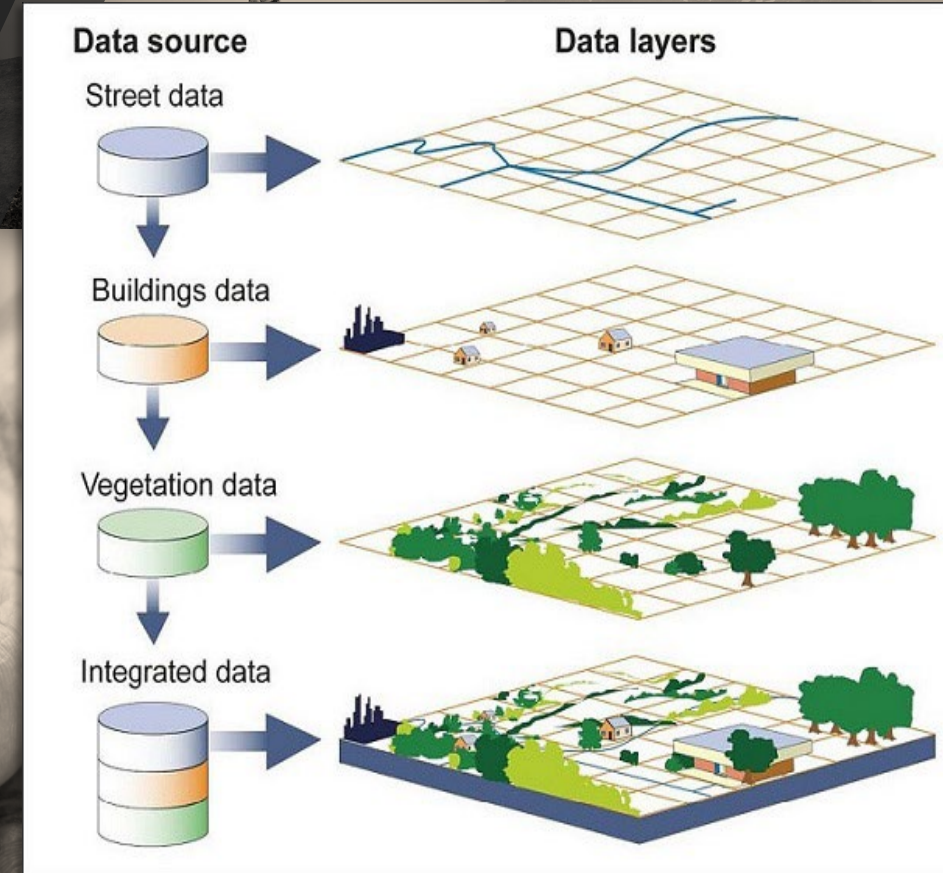 Data source
Data layers
Street data
Buildings data
Vegetation data
Integrated data